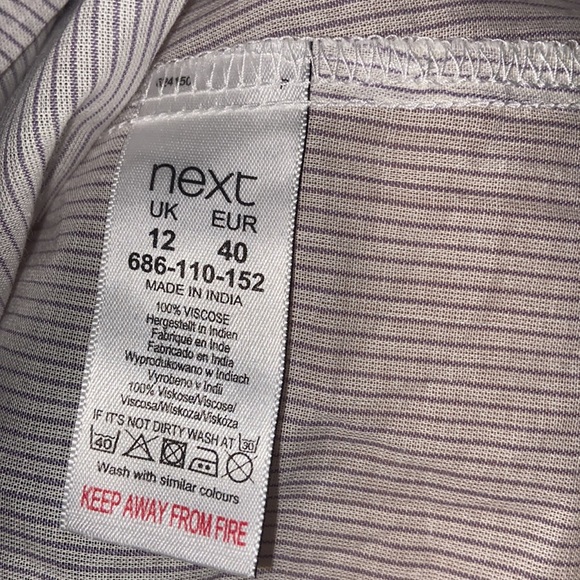 next
UK EUR
12 40
686-110-152
MADE IN INDIA
100% VISCOSE
Hergestellt in Indien
Fabriqué en Inde
Fabricado en India
Wyprodukowano w Indiach
Vyrobeno v Indii
100% Viskose/Viscose/
Viscosa/Wiskoza/Viskóza
IF IT'S NOT DIRTY WASH AT 30
40
Wash with similar colours
KEEP AWAY FROM FIRE